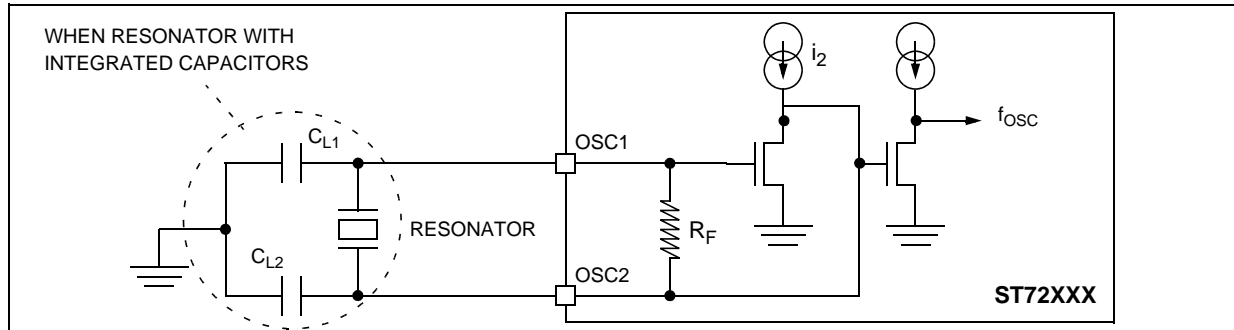 WHEN RESONATOR WITH
INTEGRATED CAPACITORS
i2
fOSC
CL1
OSC1
RESONATOR
RF
CL2
OSC2
ST72XXX